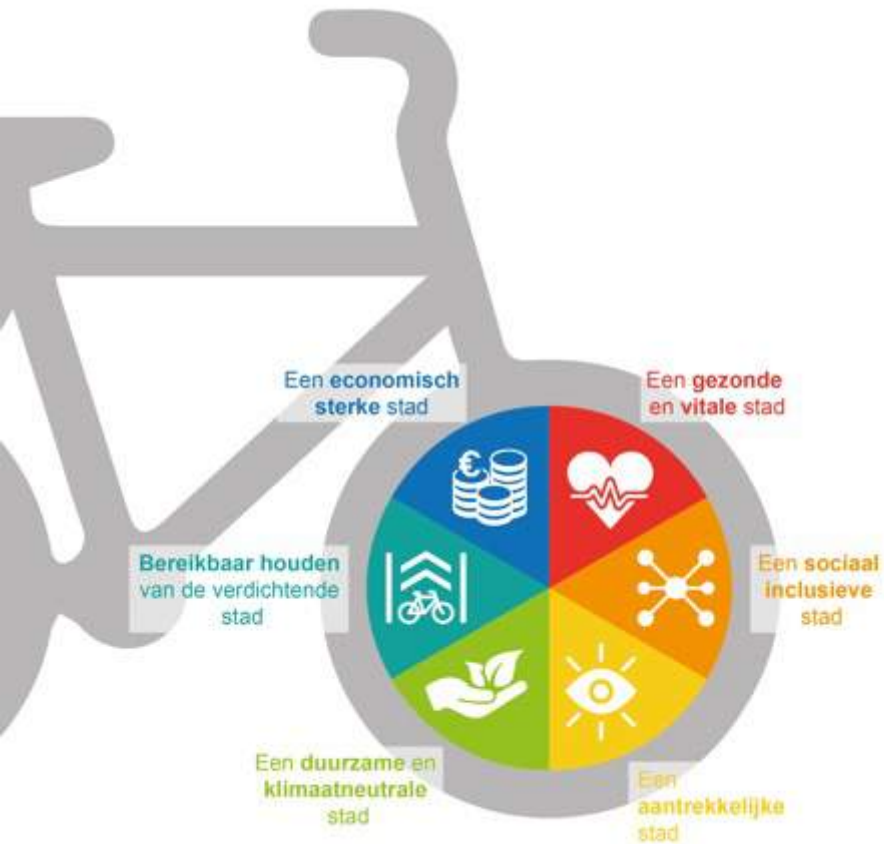 Een economisch
sterke stad
Een gezonde
en vitale stad
Bereikbaar houden
van de verdichtende
stad
Een sociaal
inclusieve
stad
Een duurzame en
klimaatneutrale
stad
Een
aantrekkelijke
stad
€